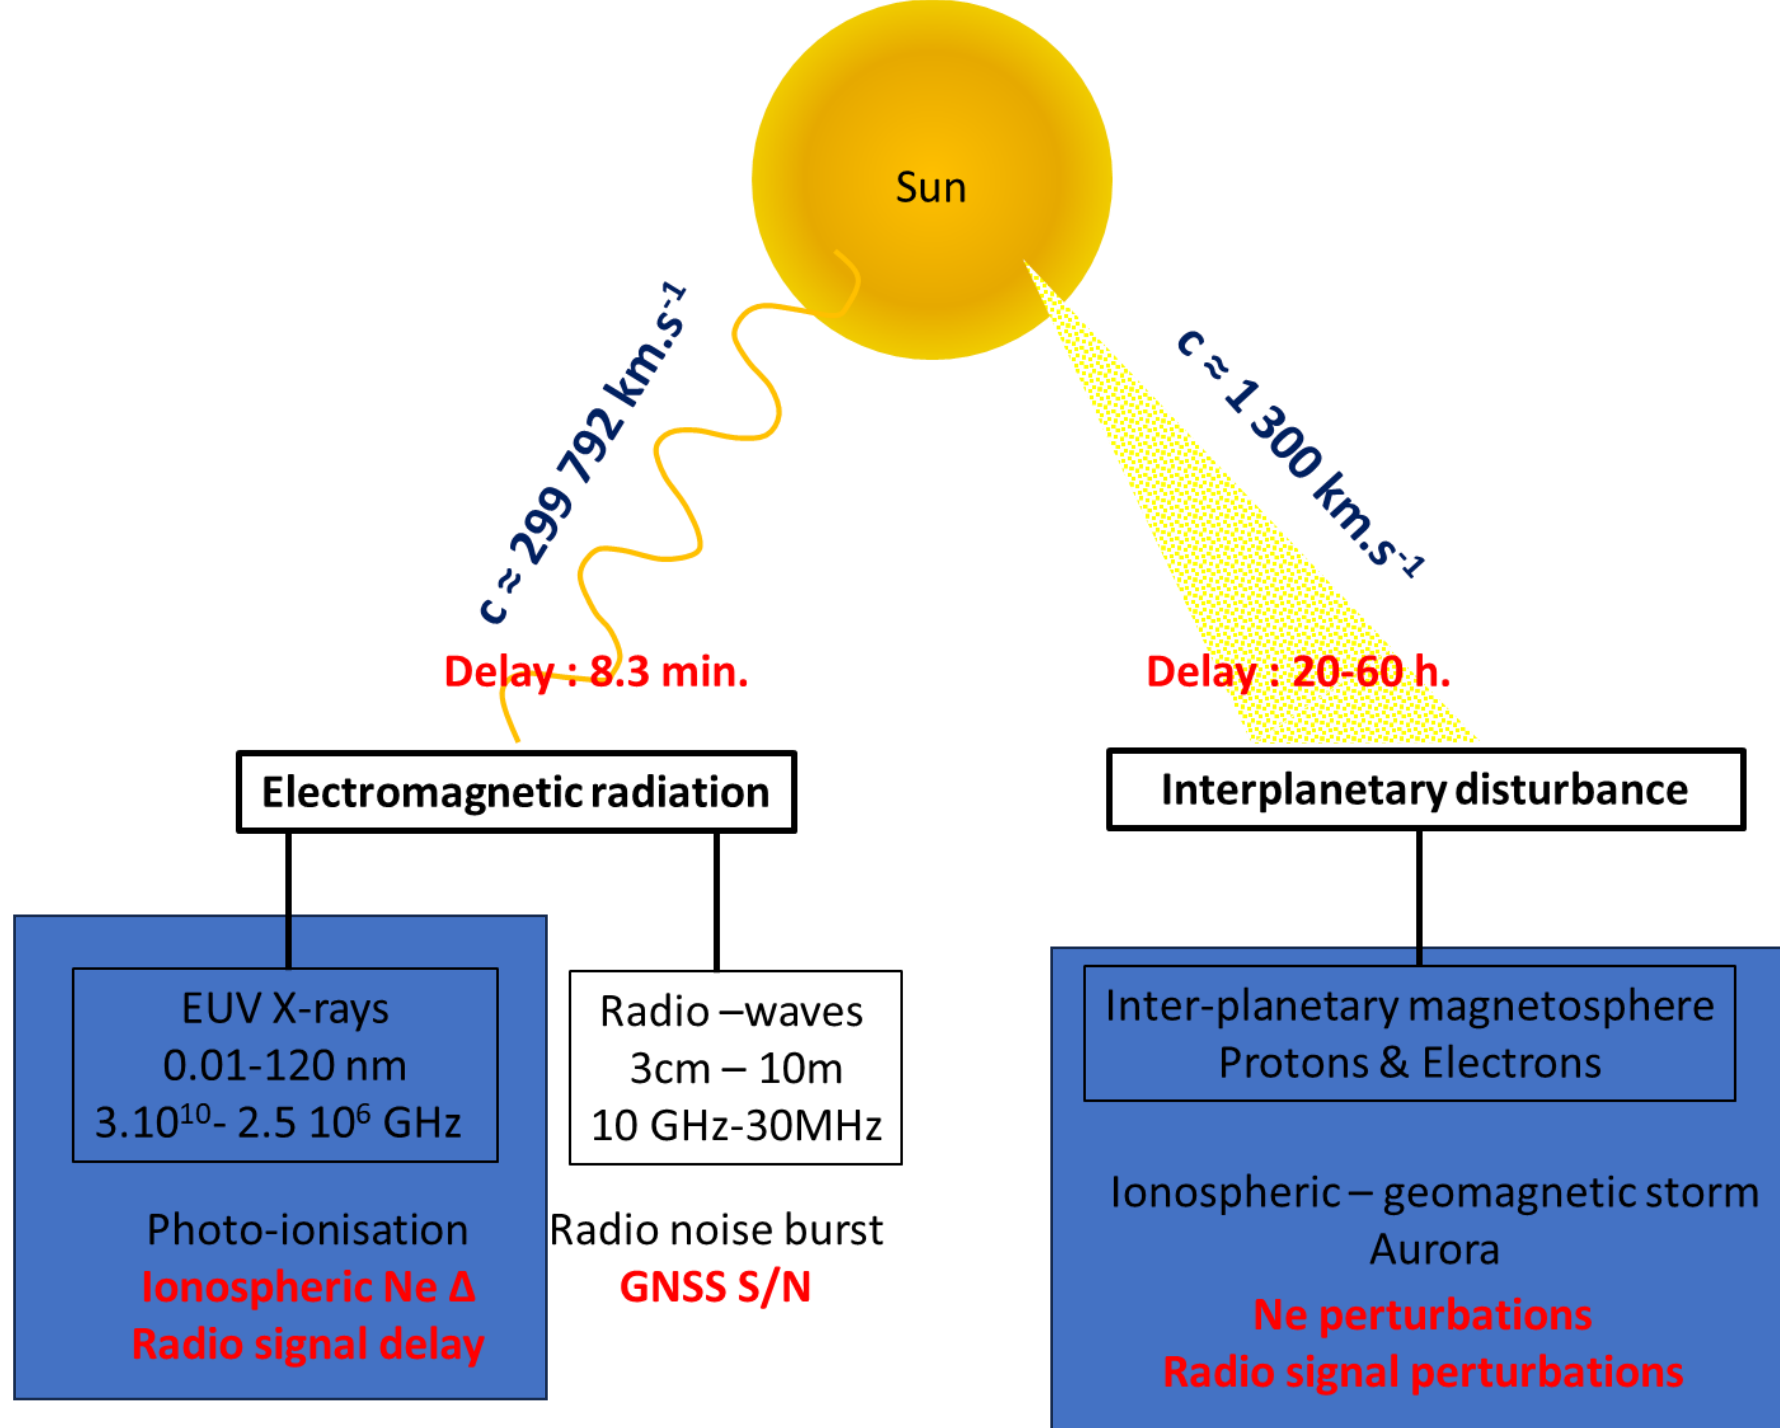 Sun
c ≈ 299 792 km.s⁻¹
c ≈ 1 300 km.s⁻¹
Delay : 8.3 min.
Delay : 20-60 h.
Electromagnetic radiation
Interplanetary disturbance
EUV X-rays
0.01-120 nm
3.10¹⁰- 2.5 10⁶ GHz
Photo-ionisation
Ionospheric Ne Δ
Radio signal delay
Radio –waves
3cm – 10m
10 GHz-30MHz
Radio noise burst
GNSS S/N
Inter-planetary magnetosphere
Protons & Electrons
Ionospheric – geomagnetic storm
Aurora
Ne perturbations
Radio signal perturbations